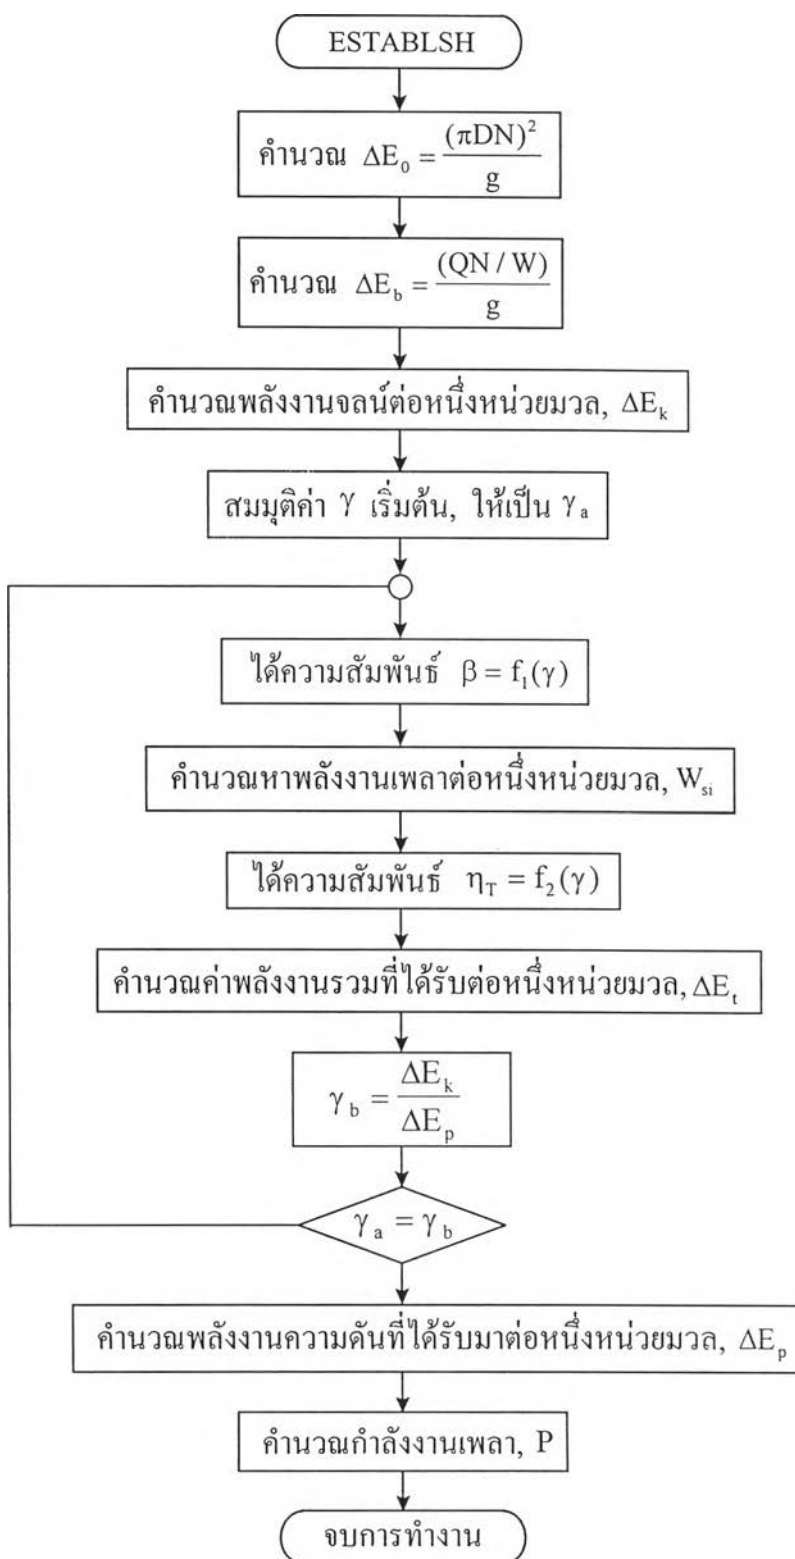 ESTABLSH
คำนวณ ΔE₀ = (πDN)² / g
คำนวณ ΔE_b = (QN / W) / g
คำนวณพลังงานจลน์ต่อหนึ่งหน่วยมวล, ΔE_k
สมมุติค่า γ เริ่มต้น, ให้เป็น γ_a
ได้ความสัมพันธ์ β = f₁(γ)
คำนวณหาพลังงานเพลาต่อหนึ่งหน่วยมวล, W_si
ได้ความสัมพันธ์ η_T = f₂(γ)
คำนวณค่าพลังงานรวมที่ได้รับต่อหนึ่งหน่วยมวล, ΔE_t
γ_b = ΔE_k / ΔE_p
γ_a = γ_b
คำนวณพลังงานความดันที่ได้รับมาต่อหนึ่งหน่วยมวล, ΔE_p
คำนวณกำลังงานเพลา, P
จบการทำงาน